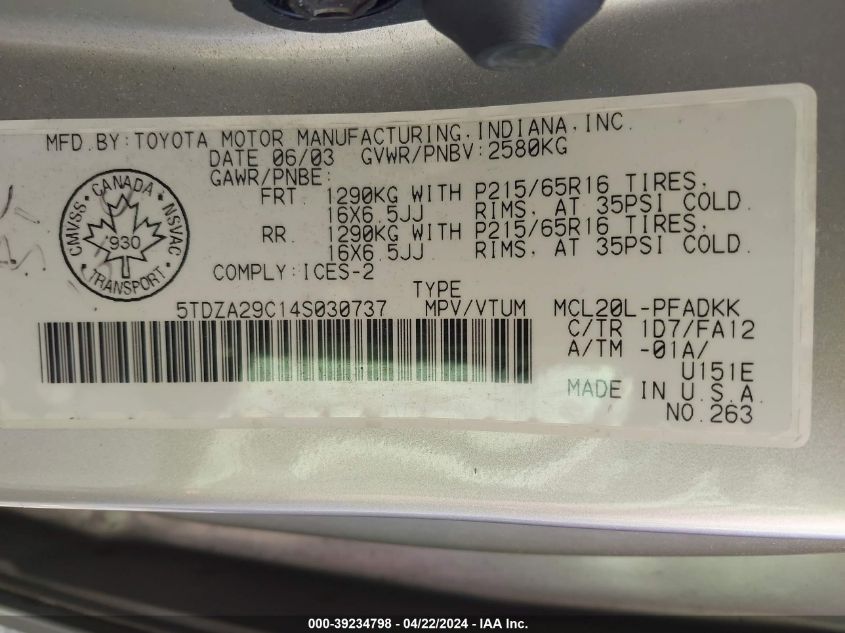 MFD.BY:TOYOTA MOTOR MANUFACTURING,INDIANA,INC.
DATE 06/03 GVWR/PNBV:2580KG
GAWR/PNBE:
FRT. 1290KG WITH P215/65R16 TIRES,
16X6.5JJ RIMS, AT 35PSI COLD.
RR 1290KG WITH P215/65R16 TIRES,
16X6.5JJ RIMS, AT 35PSI COLD.
COMPLY:ICES-2
CANADA
CMVSS
NSVAC
930
TRANSPORT
TYPE
5TDZA29C14S030737 MPV/VTUM MCL20L-PFADKK
C/TR 1D7/FA12
A/TM -01A/
U151E
MADE IN U.S.A.
NO.263
000-39234798 - 04/22/2024 - IAA Inc.